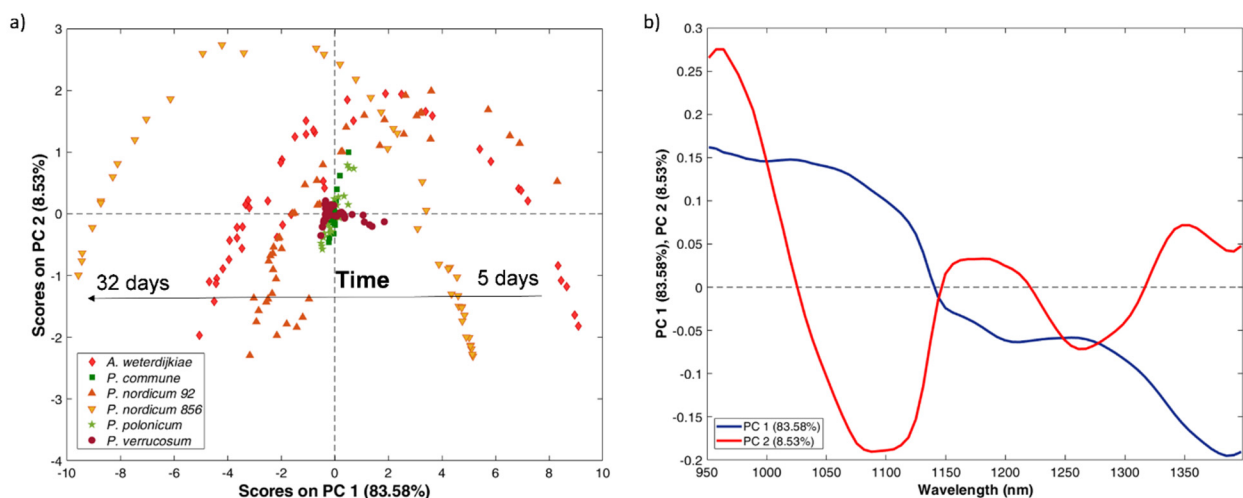 a)
Scores on PC 2 (8.53%)
3
2
1
0
-1
-2
-3
-4
32 days
Time
5 days
A. weterdijkiae
P. commune
P. nordicum 92
P. nordicum 856
P. polonicum
P. verrucosum
-10 -8 -6 -4 -2 0 2 4 6 8 10
Scores on PC 1 (83.58%)
b)
PC 1 (83.58%), PC 2 (8.53%)
0.3
0.25
0.2
0.15
0.1
0.05
0
-0.05
-0.1
-0.15
-0.2
PC 1 (83.58%)
PC 2 (8.53%)
950 1000 1050 1100 1150 1200 1250 1300 1350
Wavelength (nm)